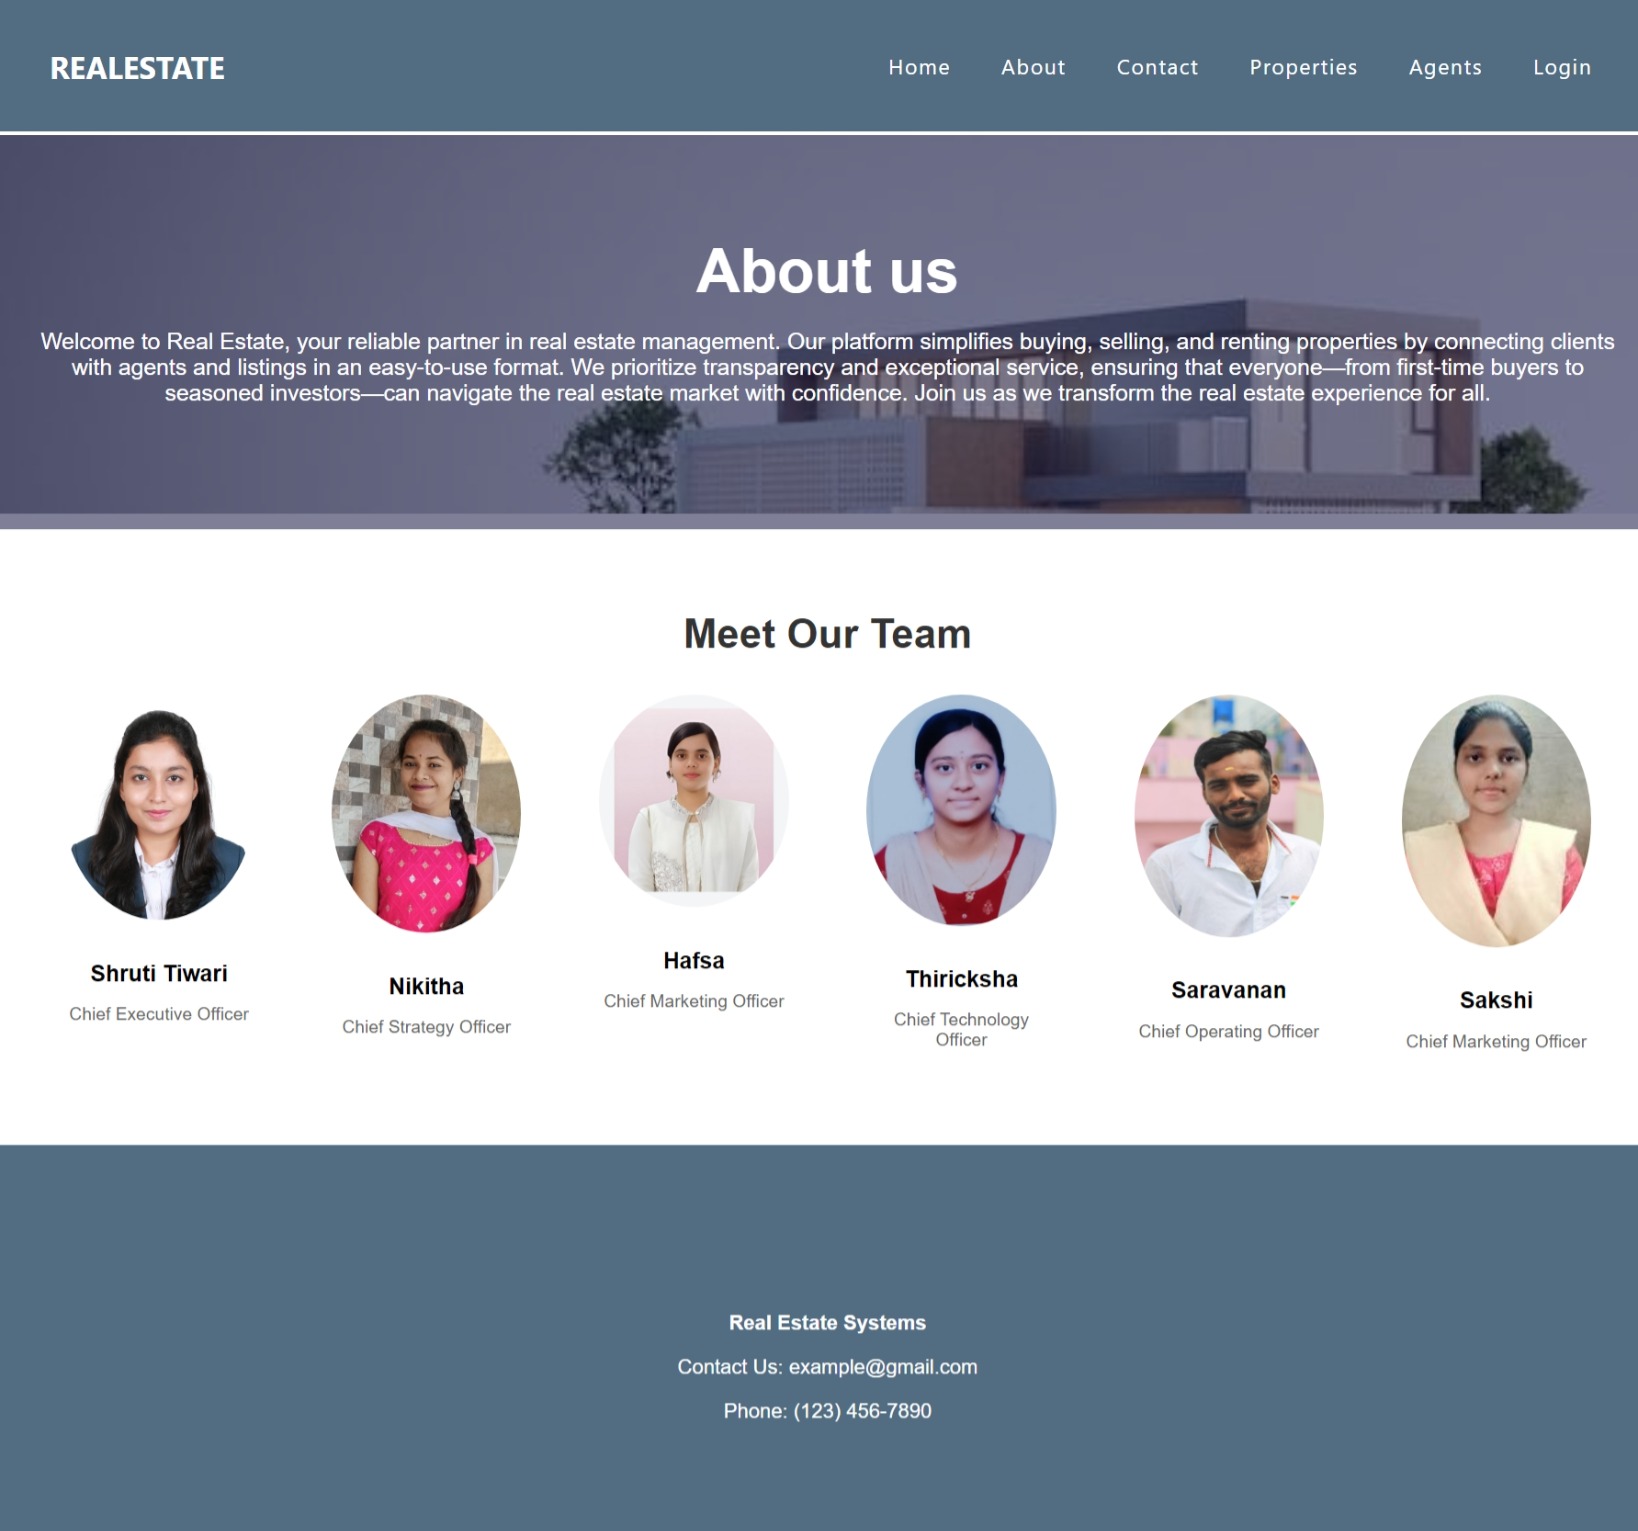 REALESTATE
Home About Contact Properties Agents Login
About us
Welcome to Real Estate, your reliable partner in real estate management. Our platform simplifies buying, selling, and renting properties by connecting clients
with agents and listings in an easy-to-use format. We prioritize transparency and exceptional service, ensuring that everyone—from first-time buyers to
seasoned investors—can navigate the real estate market with confidence. Join us as we transform the real estate experience for all.
Meet Our Team
Shruti Tiwari
Chief Executive Officer
Nikitha
Chief Strategy Officer
Hafsa
Chief Marketing Officer
Thiricksha
Chief Technology
Officer
Saravanan
Chief Operating Officer
Sakshi
Chief Marketing Officer
Real Estate Systems
Contact Us: example@gmail.com
Phone: (123) 456-7890